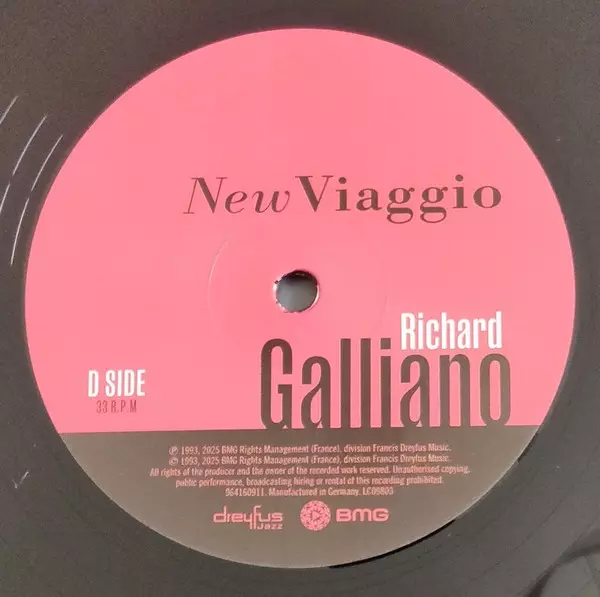 New Viaggio
Richard
Galliano
D SIDE
33 R.P.M
℗ 1993, 2025 BMG Rights Management (France), division Francis Dreyfus Music.
© 1993, 2025 BMG Rights Management (France), division Francis Dreyfus Music.
All rights of the producer and the owner of the recorded work reserved. Unauthorised copying,
public performance, broadcasting hiring or rental of this recording prohibited.
964160911. Manufactured in Germany. LC09803
dreyfus
jazz
BMG